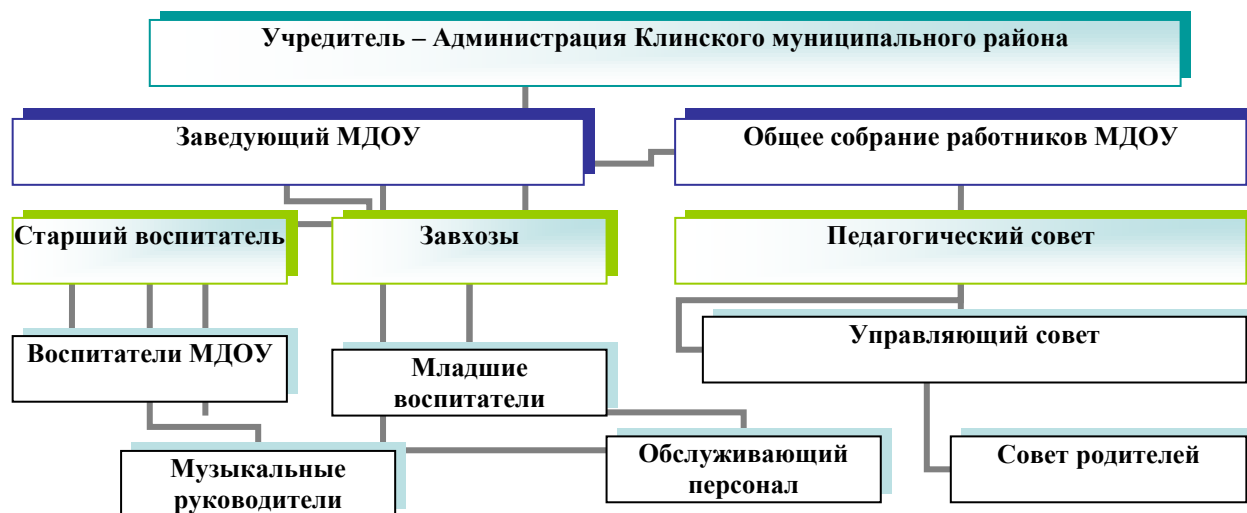 Учредитель – Администрация Клинского муниципального района
Заведующий МДОУ
Общее собрание работников МДОУ
Старший воспитатель
Завхозы
Педагогический совет
Воспитатели МДОУ
Младшие
воспитатели
Управляющий совет
Музыкальные
руководители
Обслуживающий
персонал
Совет родителей